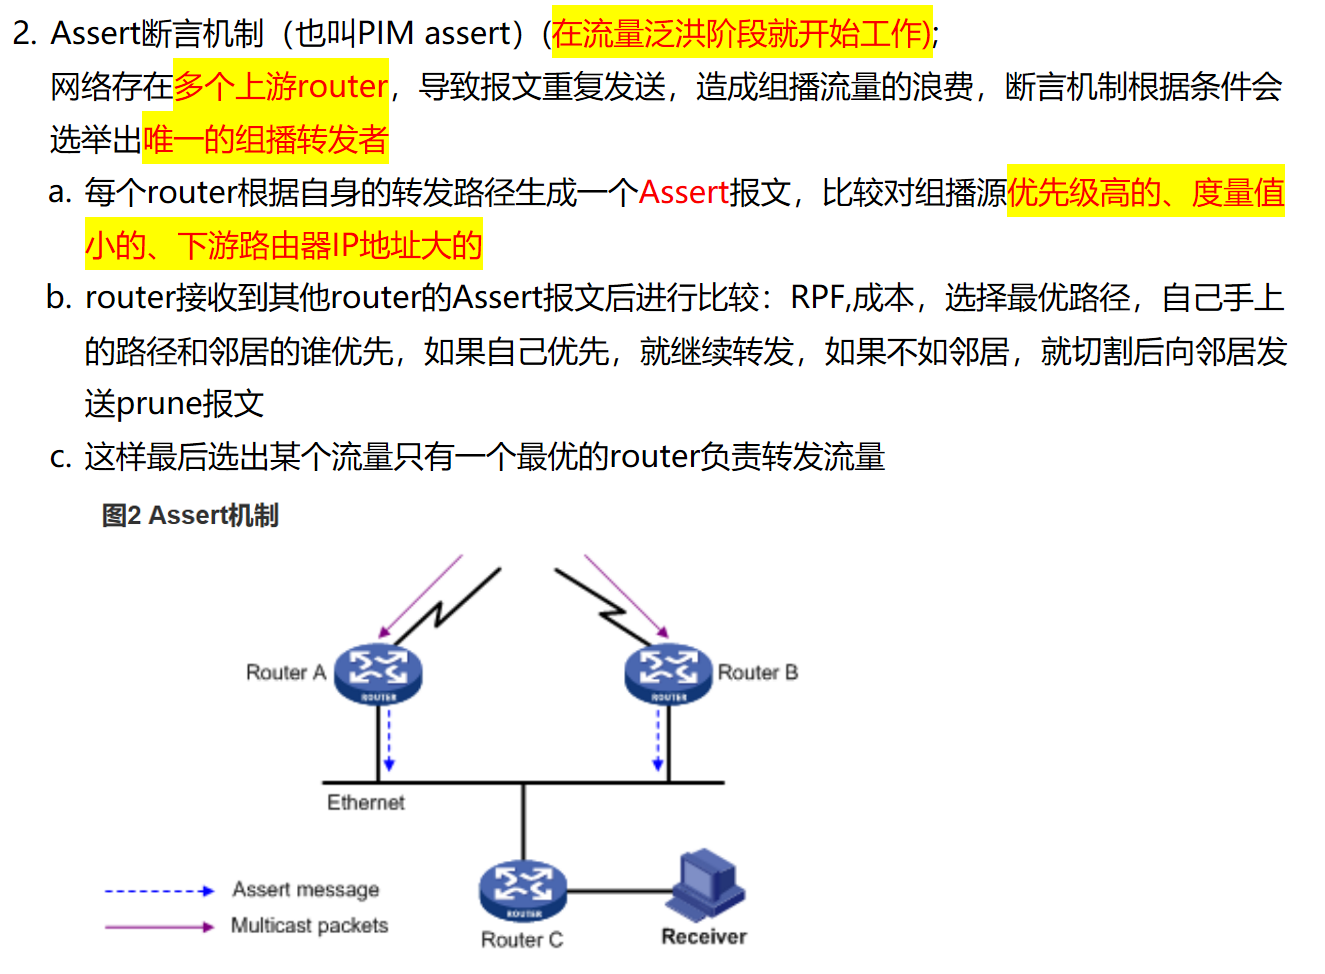 2. Assert断言机制（也叫PIM assert）(在流量泛洪阶段就开始工作);
网络存在多个上游router，导致报文重复发送，造成组播流量的浪费，断言机制根据条件会
选举出唯一的组播转发者
a. 每个router根据自身的转发路径生成一个Assert报文，比较对组播源优先级高的、度量值
小的、下游路由器IP地址大的
b. router接收到其他router的Assert报文后进行比较：RPF,成本，选择最优路径，自己手上
的路径和邻居的谁优先，如果自己优先，就继续转发，如果不如邻居，就切割后向邻居发
送prune报文
c. 这样最后选出某个流量只有一个最优的router负责转发流量
图2 Assert机制
Router A
ROUTER
ROUTER
Router B
Ethernet
Assert message
Multicast packets
ROUTER
Router C
Receiver